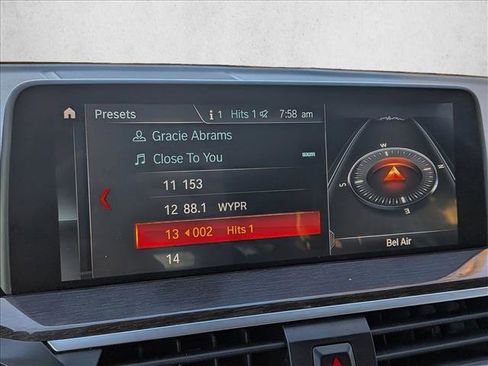 Presets
i 1 Hits 1 7:58 am
Gracie Abrams
Close To You
sxm
11 153
12 88.1 WYPR
13 002 Hits 1
14
W
S
N
E
Bel Air